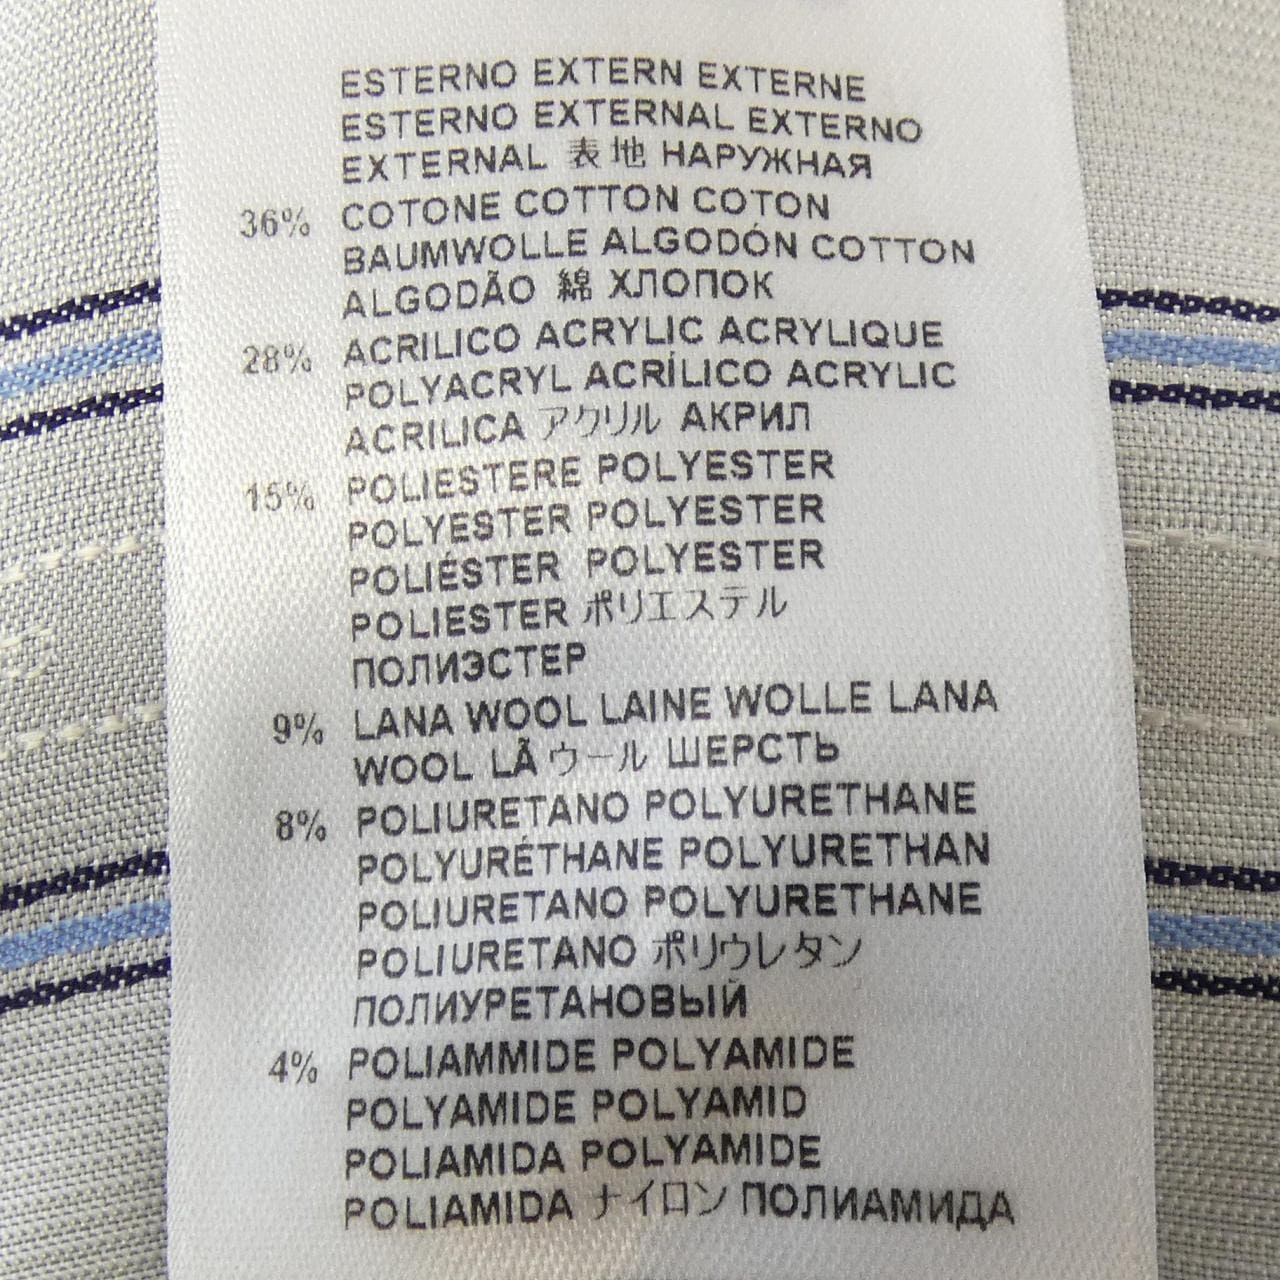 ESTERNO EXTERN EXTERNE
ESTERNO EXTERNAL EXTERNO
EXTERNAL 表地 НАРУЖНАЯ
36% COTONE COTTON COTON
BAUMWOLLE ALGODÓN COTTON
ALGODÃO 綿 ХЛОПОК
28% ACRILICO ACRYLIC ACRYLIQUE
POLYACRYL ACRÍLICO ACRYLIC
ACRILICA アクリル АКРИЛ
15% POLIESTERE POLYESTER
POLYESTER POLYESTER
POLIÉSTER POLYESTER
POLIESTER ポリエステル
ПОЛИЭСТЕР
9% LANA WOOL LAINE WOLLE LANA
WOOL LÃ ウール ШЕРСТЬ
8% POLIURETANO POLYURETHANE
POLYURÉTHANE POLYURETHAN
POLIURETANO POLYURETHANE
POLIURETANO ポリウレタン
ПОЛИУРЕТАНОВЫЙ
4% POLIAMMIDE POLYAMIDE
POLYAMIDE POLYAMID
POLIAMIDA POLYAMIDE
POLIAMIDA ナイロン ПОЛИАМИДА